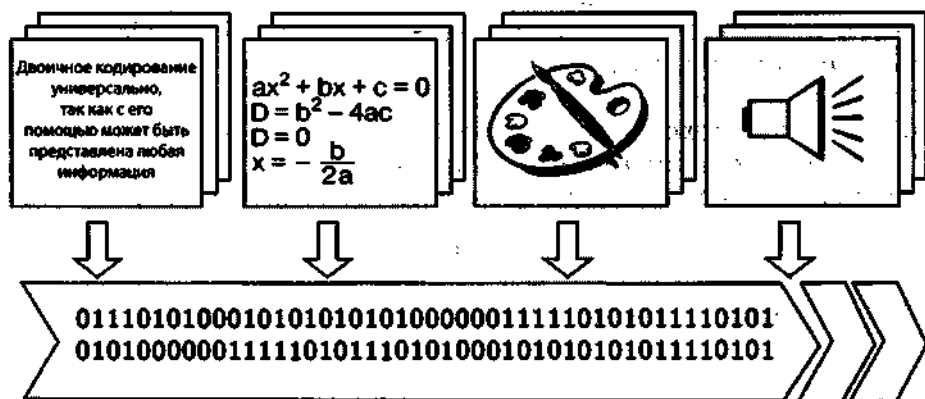 Двоичное кодирование
универсально,
так как с его
помощью может быть
представлена любая
информация
ax² + bx + c = 0
D = b² − 4ac
D = 0
x = − b
2a
0111010100010101010101000000111110101011110101
0101000000111110101110101000101010101011110101